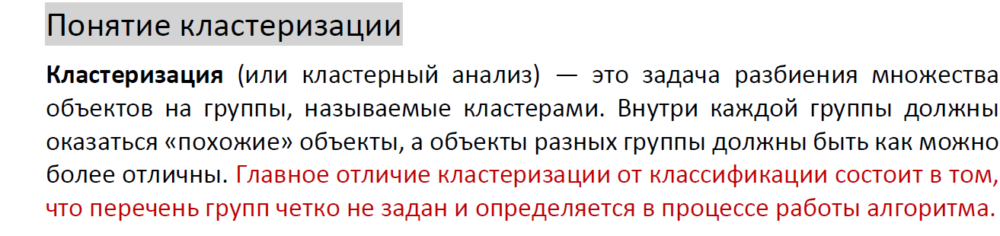 Понятие кластеризации
Кластеризация (или кластерный анализ) — это задача разбиения множества
объектов на группы, называемые кластерами. Внутри каждой группы должны
оказаться «похожие» объекты, а объекты разных группы должны быть как можно
более отличны. Главное отличие кластеризации от классификации состоит в том,
что перечень групп четко не задан и определяется в процессе работы алгоритма.